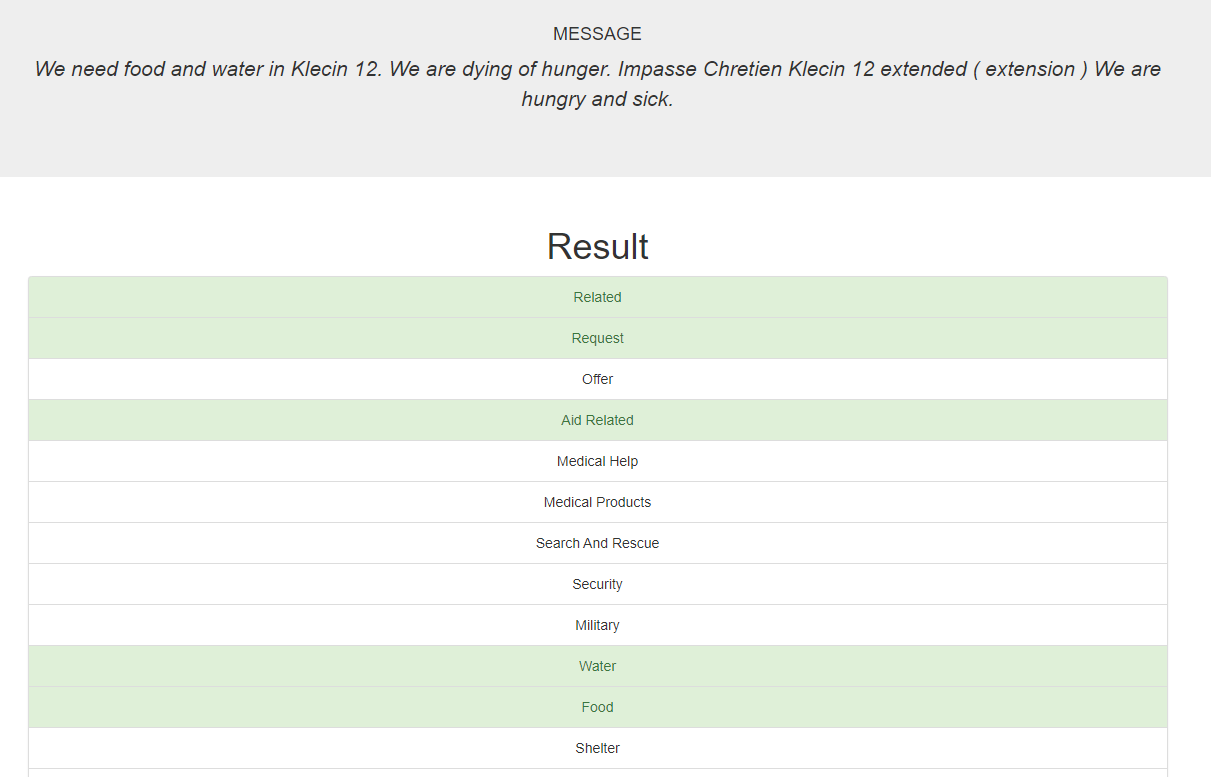 MESSAGE
We need food and water in Klecin 12. We are dying of hunger. Impasse Chretien Klecin 12 extended ( extension ) We are
hungry and sick.
Result
Related
Request
Offer
Aid Related
Medical Help
Medical Products
Search And Rescue
Security
Military
Water
Food
Shelter